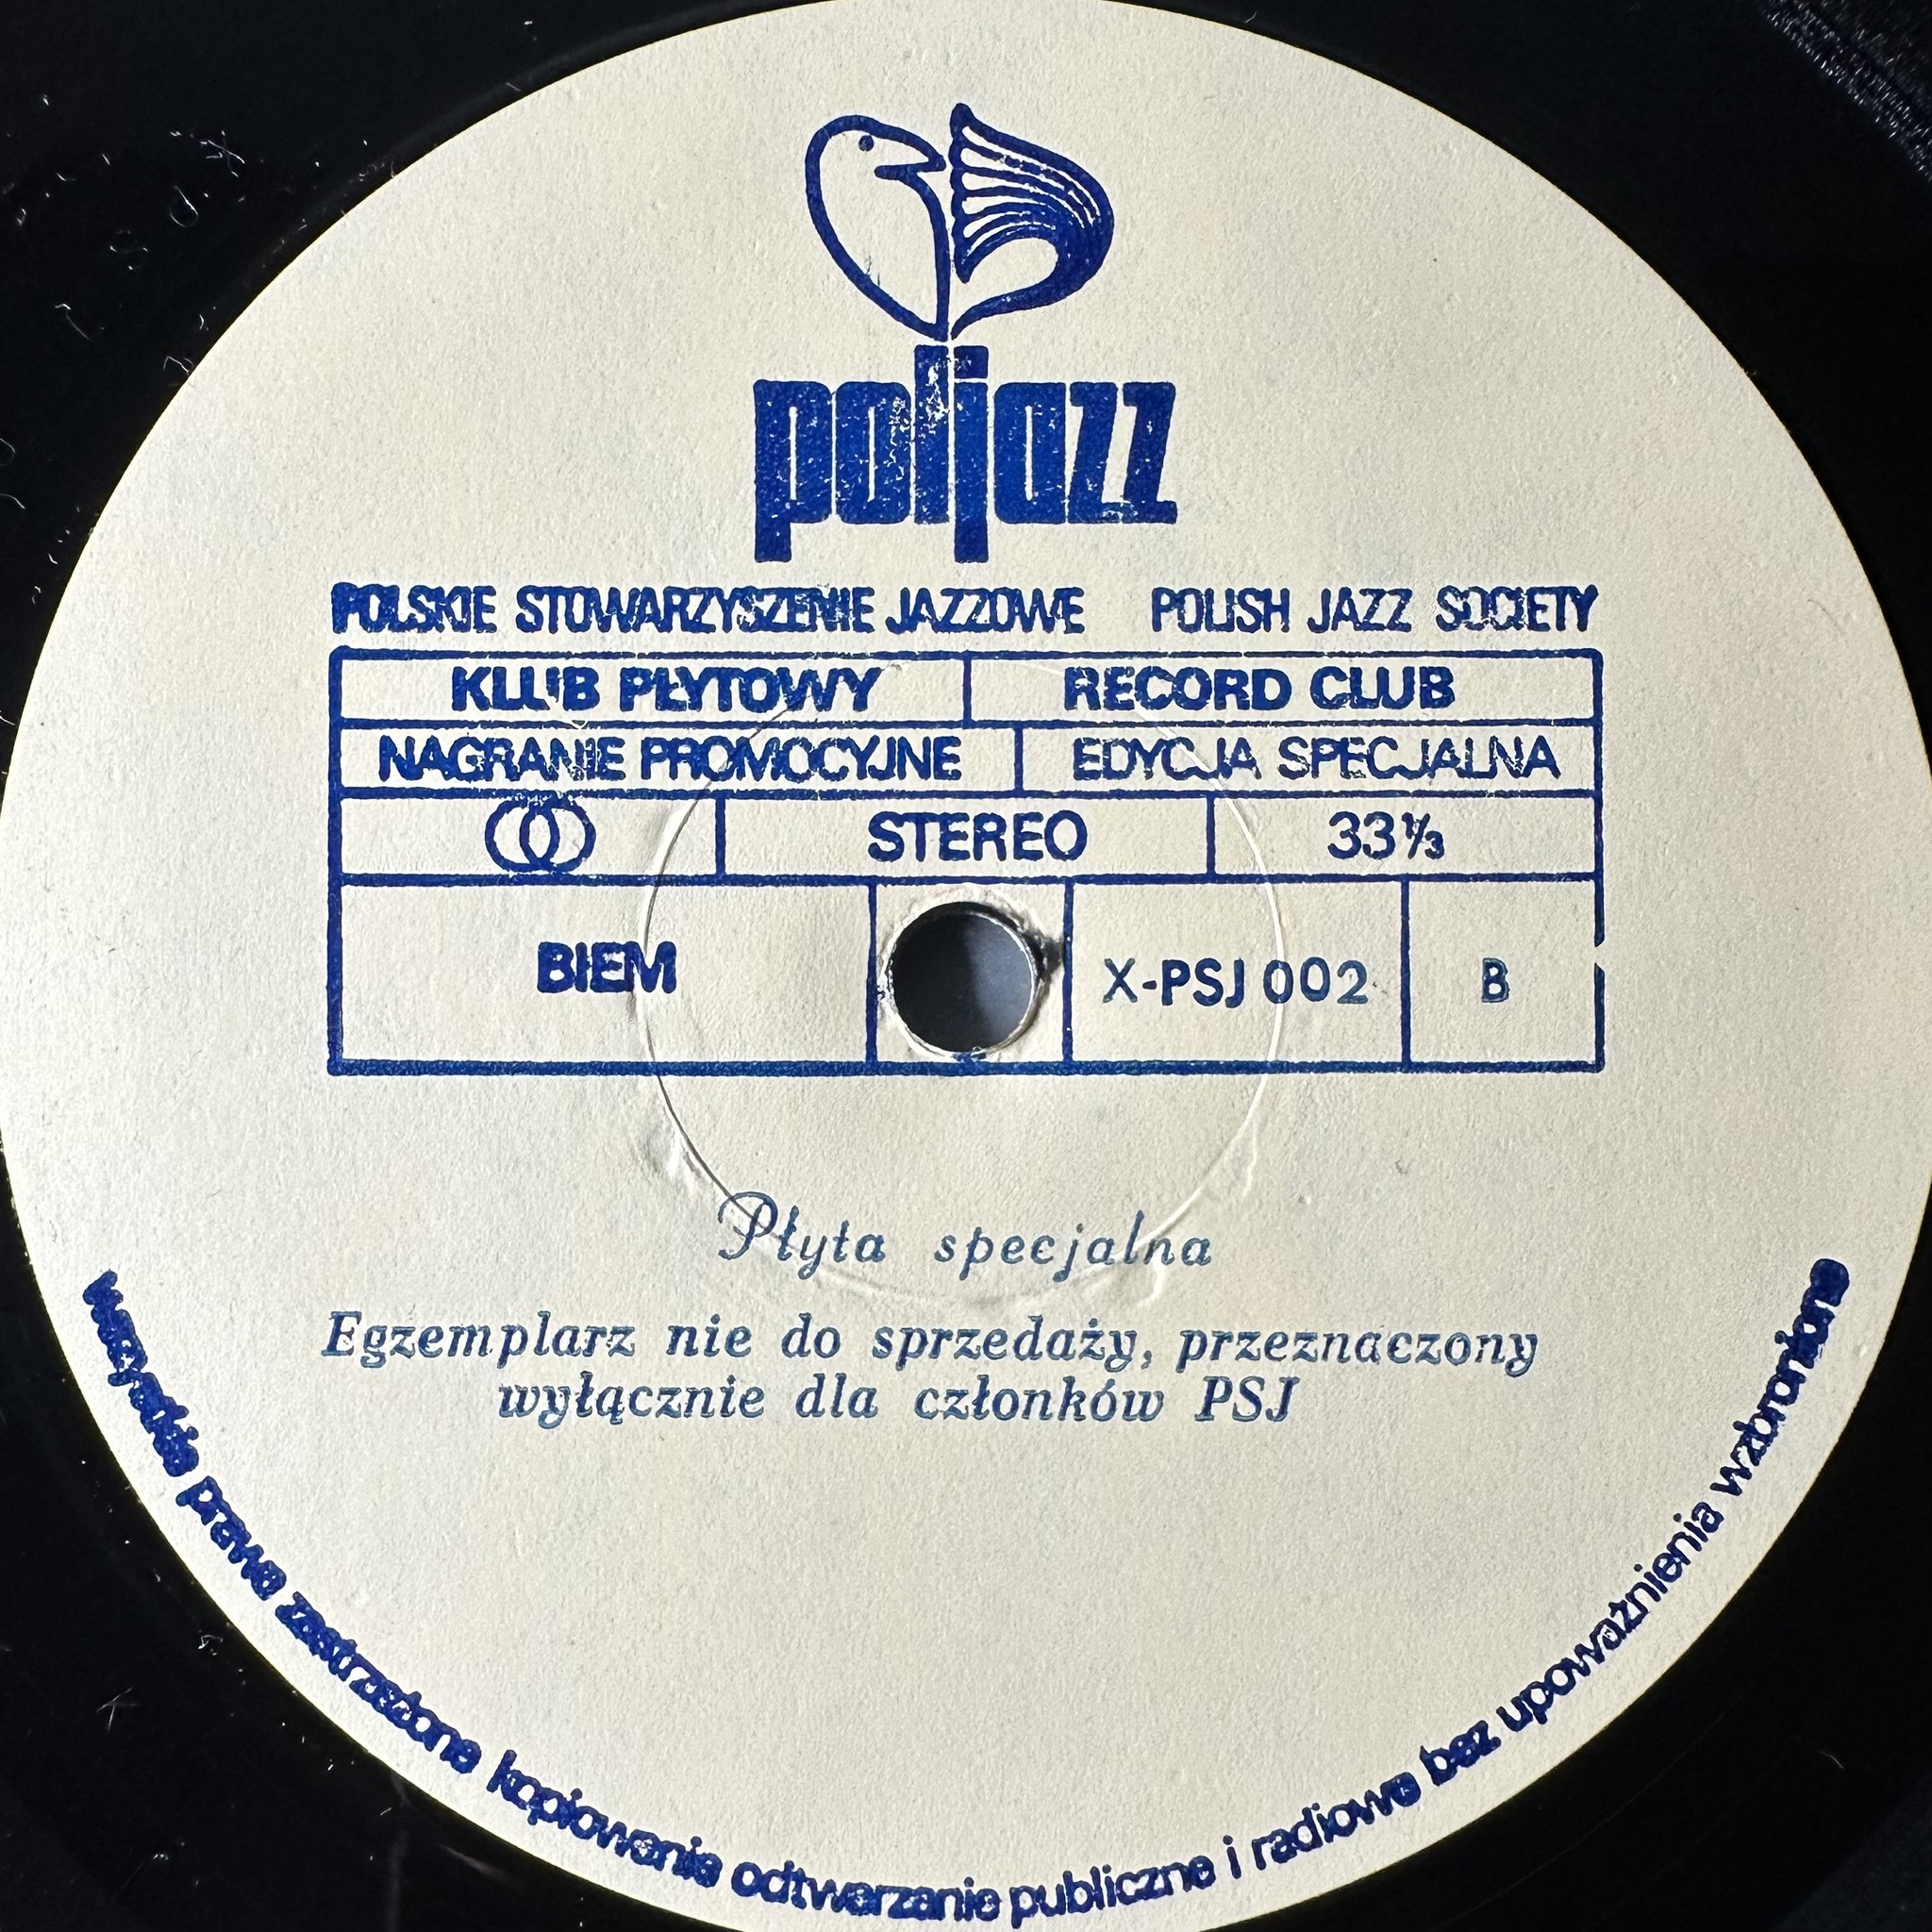 poljazz
POLSKIE STOWARZYSZENIE JAZZOWE POLISH JAZZ SOCIETY
KLUB PŁYTOWY RECORD CLUB
NAGRANIE PROMOCYJNE EDYCJA SPECJALNA
STEREO 33⅓
BIEM X-PSJ 002 B
Płyta specjalna
Egzemplarz nie do sprzedaży, przeznaczony
wyłącznie dla członków PSJ
wszystkie prawa zastrzeżone kopiowanie odtwarzanie publiczne i radiowe bez upoważnienia wzbronione